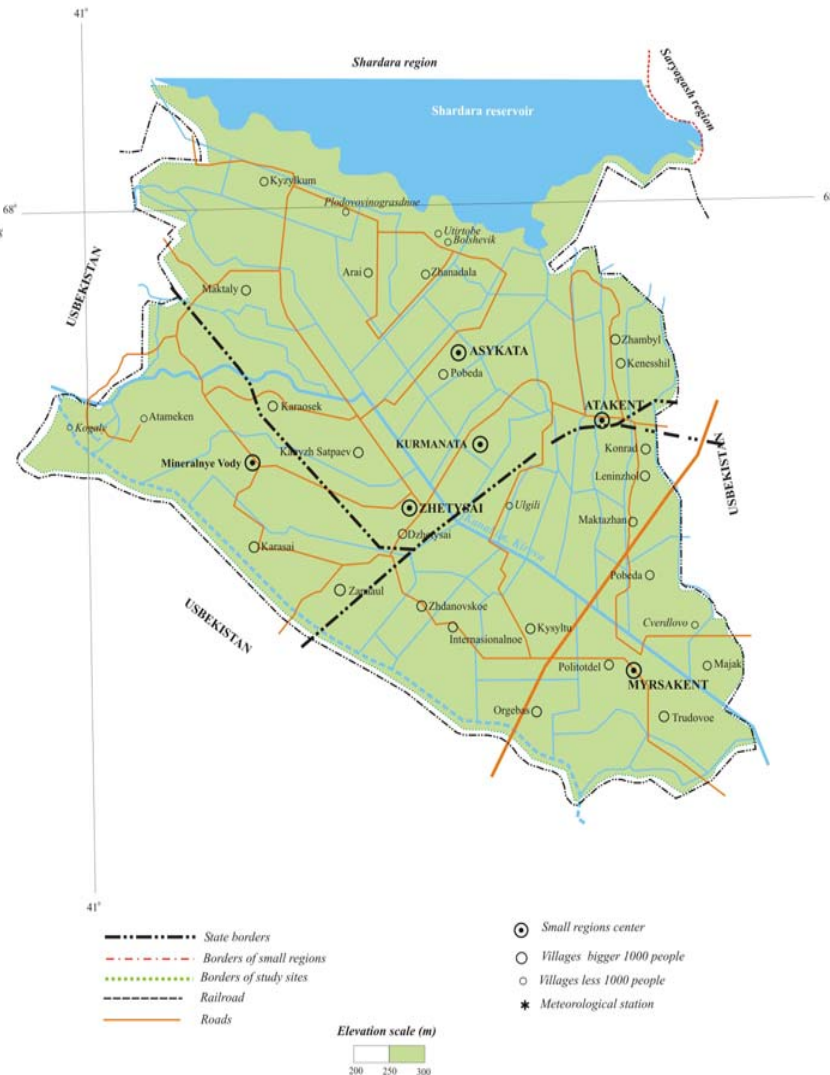 41°
Shardara region
Saryagash region
Shardara reservoir
Kyzylkum
68°
Plodovovinogradnoe
Utirtobe
Bolshevik
USBEKISTAN
Arai
Zhanadala
Maktaly
Zhambyl
ASYKATA
Kenesshil
Pobeda
ATAKENT
Karaosek
Atameken
Kogaly
KURMANATA
Konrad
USBEKISTAN
Kanyzh Satpaev
Mineralnye Vody
Leninzhol
ZHETYSAI
Ulgili
Maktazhan
Dzhetysai
Karasai
Pobeda
Zhdanovskoe
USBEKISTAN
Cverdlovo
Internasionalnoe
Kysyltu
Politotdel
Majak
MYRSAKENT
Orgebas
Trudovoe
41°
State borders
Borders of small regions
Borders of study sites
Railroad
Roads
Small regions center
Villages bigger 1000 people
Villages less 1000 people
Meteorological station
Elevation scale (m)
200 250 300